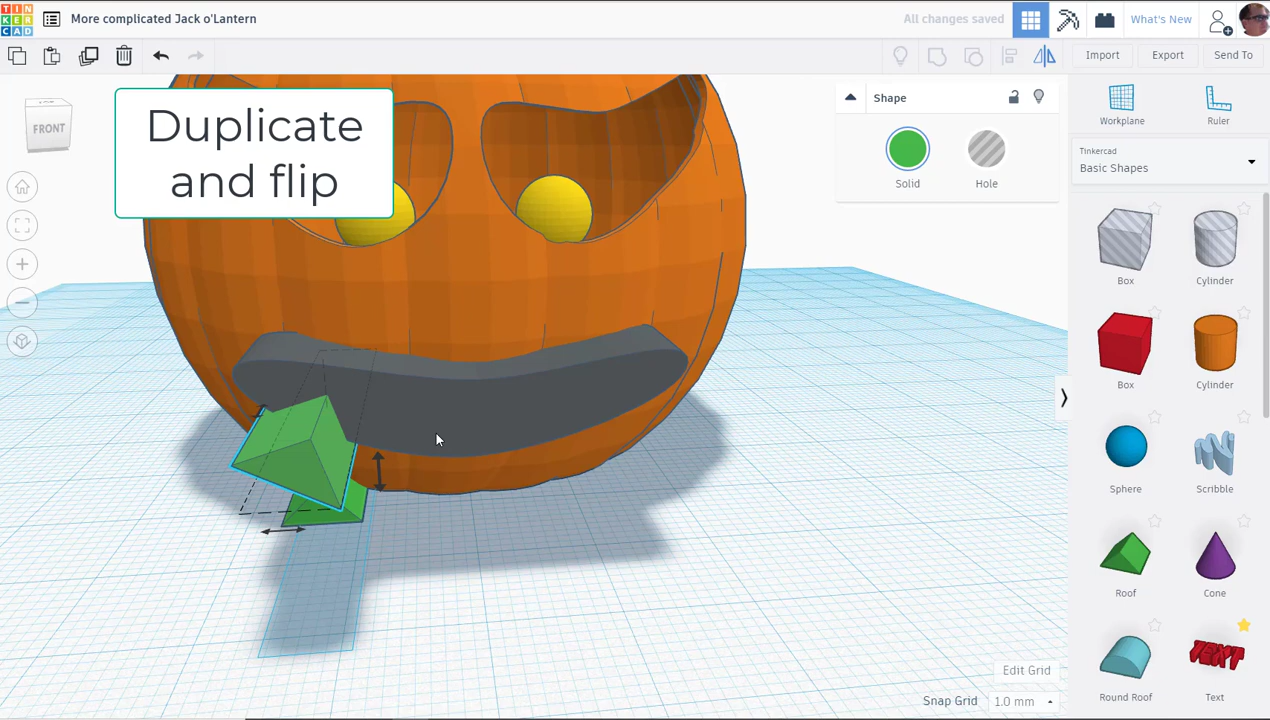 TIN
KER
CAD
More complicated Jack o'Lantern
All changes saved
What's New
Import
Export
Send To
Duplicate
and flip
TOP
FRONT
Shape
Solid
Hole
Workplane
Ruler
Tinkercad
Basic Shapes
Box
Cylinder
Box
Cylinder
Sphere
Scribble
Roof
Cone
Round Roof
TEXT
Text
Edit Grid
Snap Grid
1.0 mm